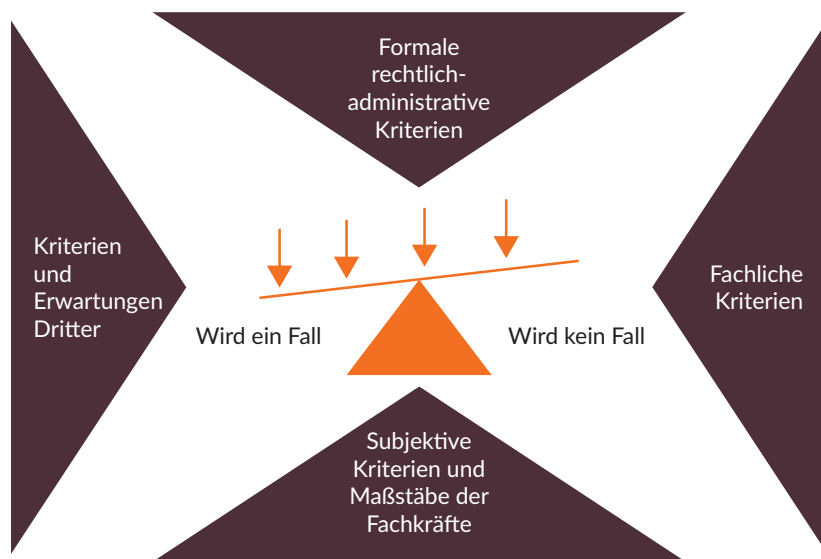 Formale
rechtlich-
administrative
Kriterien
Kriterien
und
Erwartungen
Dritter
Fachliche
Kriterien
Wird ein Fall
Wird kein Fall
Subjektive
Kriterien und
Maßstäbe der
Fachkräfte